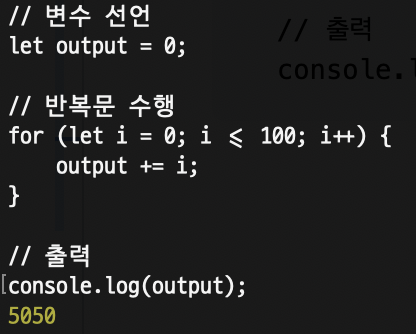 // 변수 선언
let output = 0;
// 반복문 수행
for (let i = 0; i <= 100; i++) {
    output += i;
}
// 출력
console.log(output);
5050
// 출력
console.